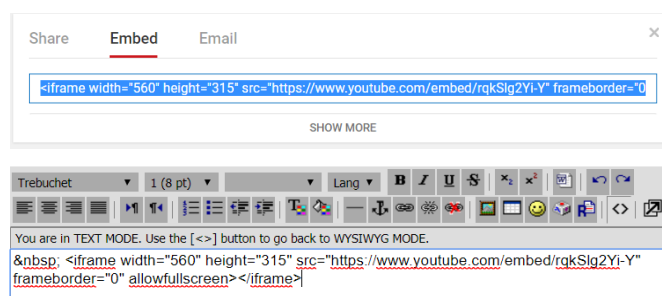 Share Embed Email ×
<iframe width="560" height="315" src="https://www.youtube.com/embed/rqkSlg2Yi-Y" frameborder="0
SHOW MORE
Trebuchet 1 (8 pt) Lang B I U S x₂ x²
You are in TEXT MODE. Use the [<>] button to go back to WYSIWYG MODE.
&nbsp; <iframe width="560" height="315" src="https://www.youtube.com/embed/rqkSlg2Yi-Y"
frameborder="0" allowfullscreen></iframe>